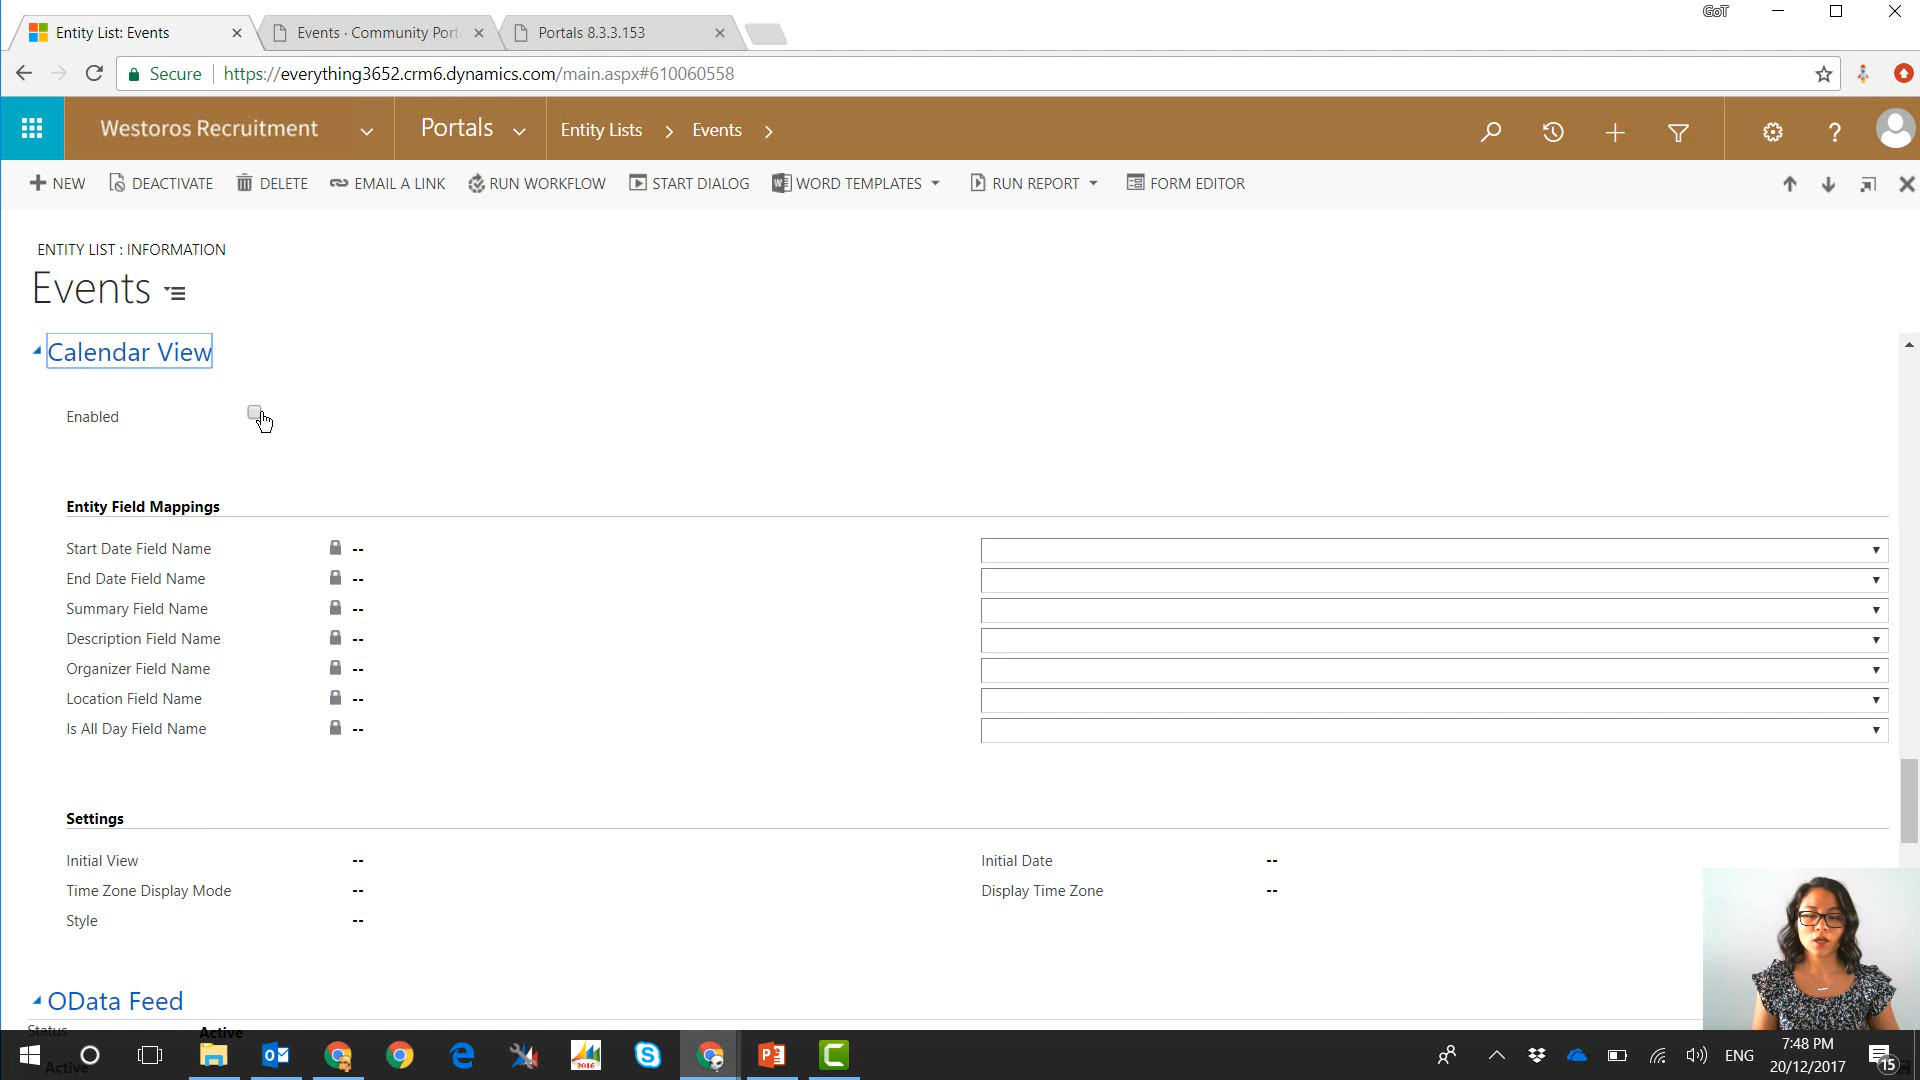 GoT
Entity List: Events
Events · Community Port
Portals 8.3.3.153
Secure
https://everything3652.crm6.dynamics.com/main.aspx#610060558
Westoros Recruitment
Portals
Entity Lists
Events
NEW
DEACTIVATE
DELETE
EMAIL A LINK
RUN WORKFLOW
START DIALOG
WORD TEMPLATES
RUN REPORT
FORM EDITOR
ENTITY LIST : INFORMATION
Events
Calendar View
Enabled
Entity Field Mappings
Start Date Field Name --
End Date Field Name --
Summary Field Name --
Description Field Name --
Organizer Field Name --
Location Field Name --
Is All Day Field Name --
Settings
Initial View -- Initial Date --
Time Zone Display Mode -- Display Time Zone --
Style --
OData Feed
Status Active
Active
2016
ENG
7:48 PM
20/12/2017
15